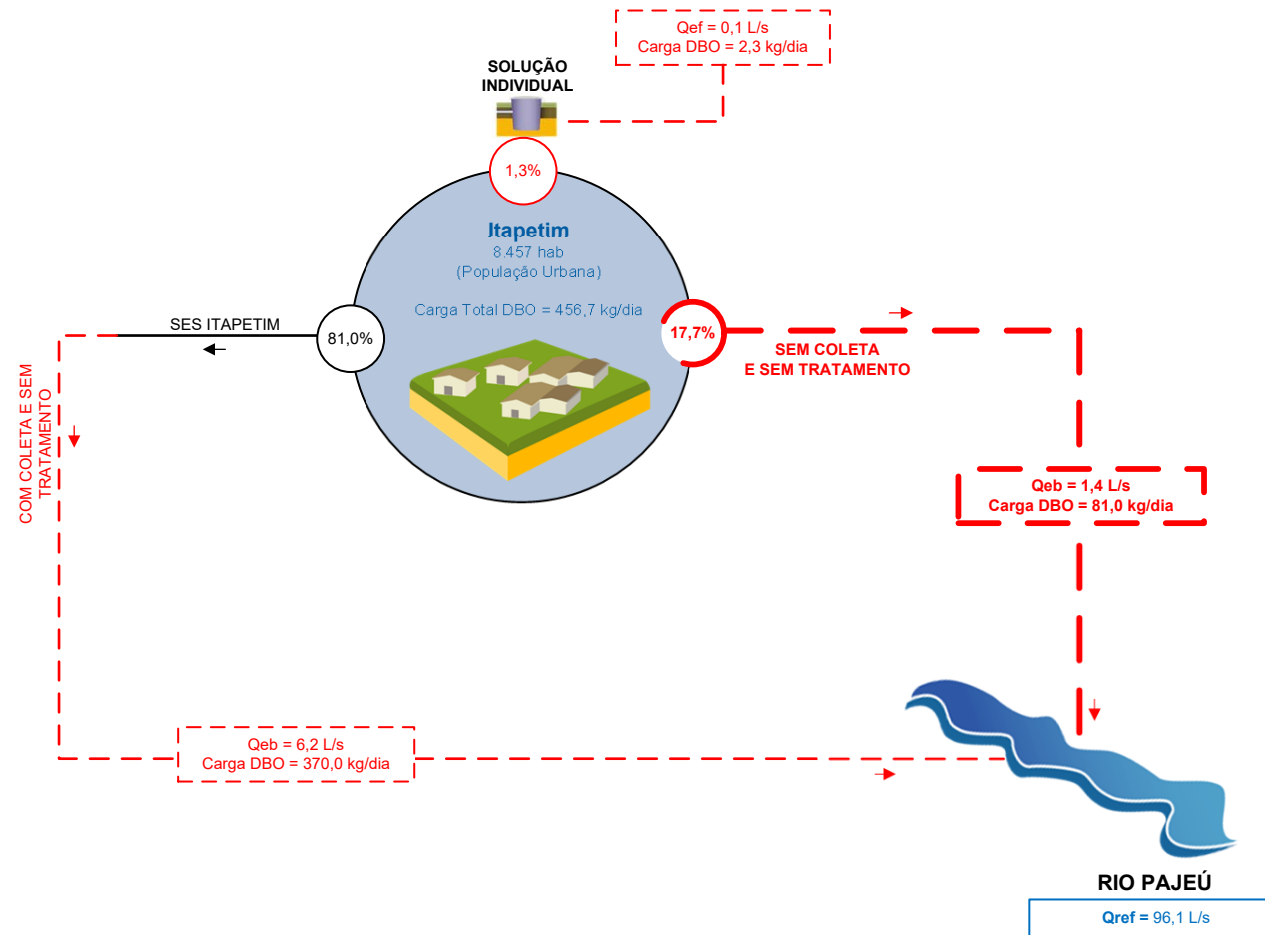 Qef = 0,1 L/s
Carga DBO = 2,3 kg/dia
SOLUÇÃO
INDIVIDUAL
1,3%
Itapetim
8.457 hab
(População Urbana)
Carga Total DBO = 456,7 kg/dia
SES ITAPETIM
81,0%
17,7%
SEM COLETA
E SEM TRATAMENTO
COM COLETA E SEM
TRATAMENTO
Qeb = 1,4 L/s
Carga DBO = 81,0 kg/dia
Qeb = 6,2 L/s
Carga DBO = 370,0 kg/dia
RIO PAJEÚ
Qref = 96,1 L/s